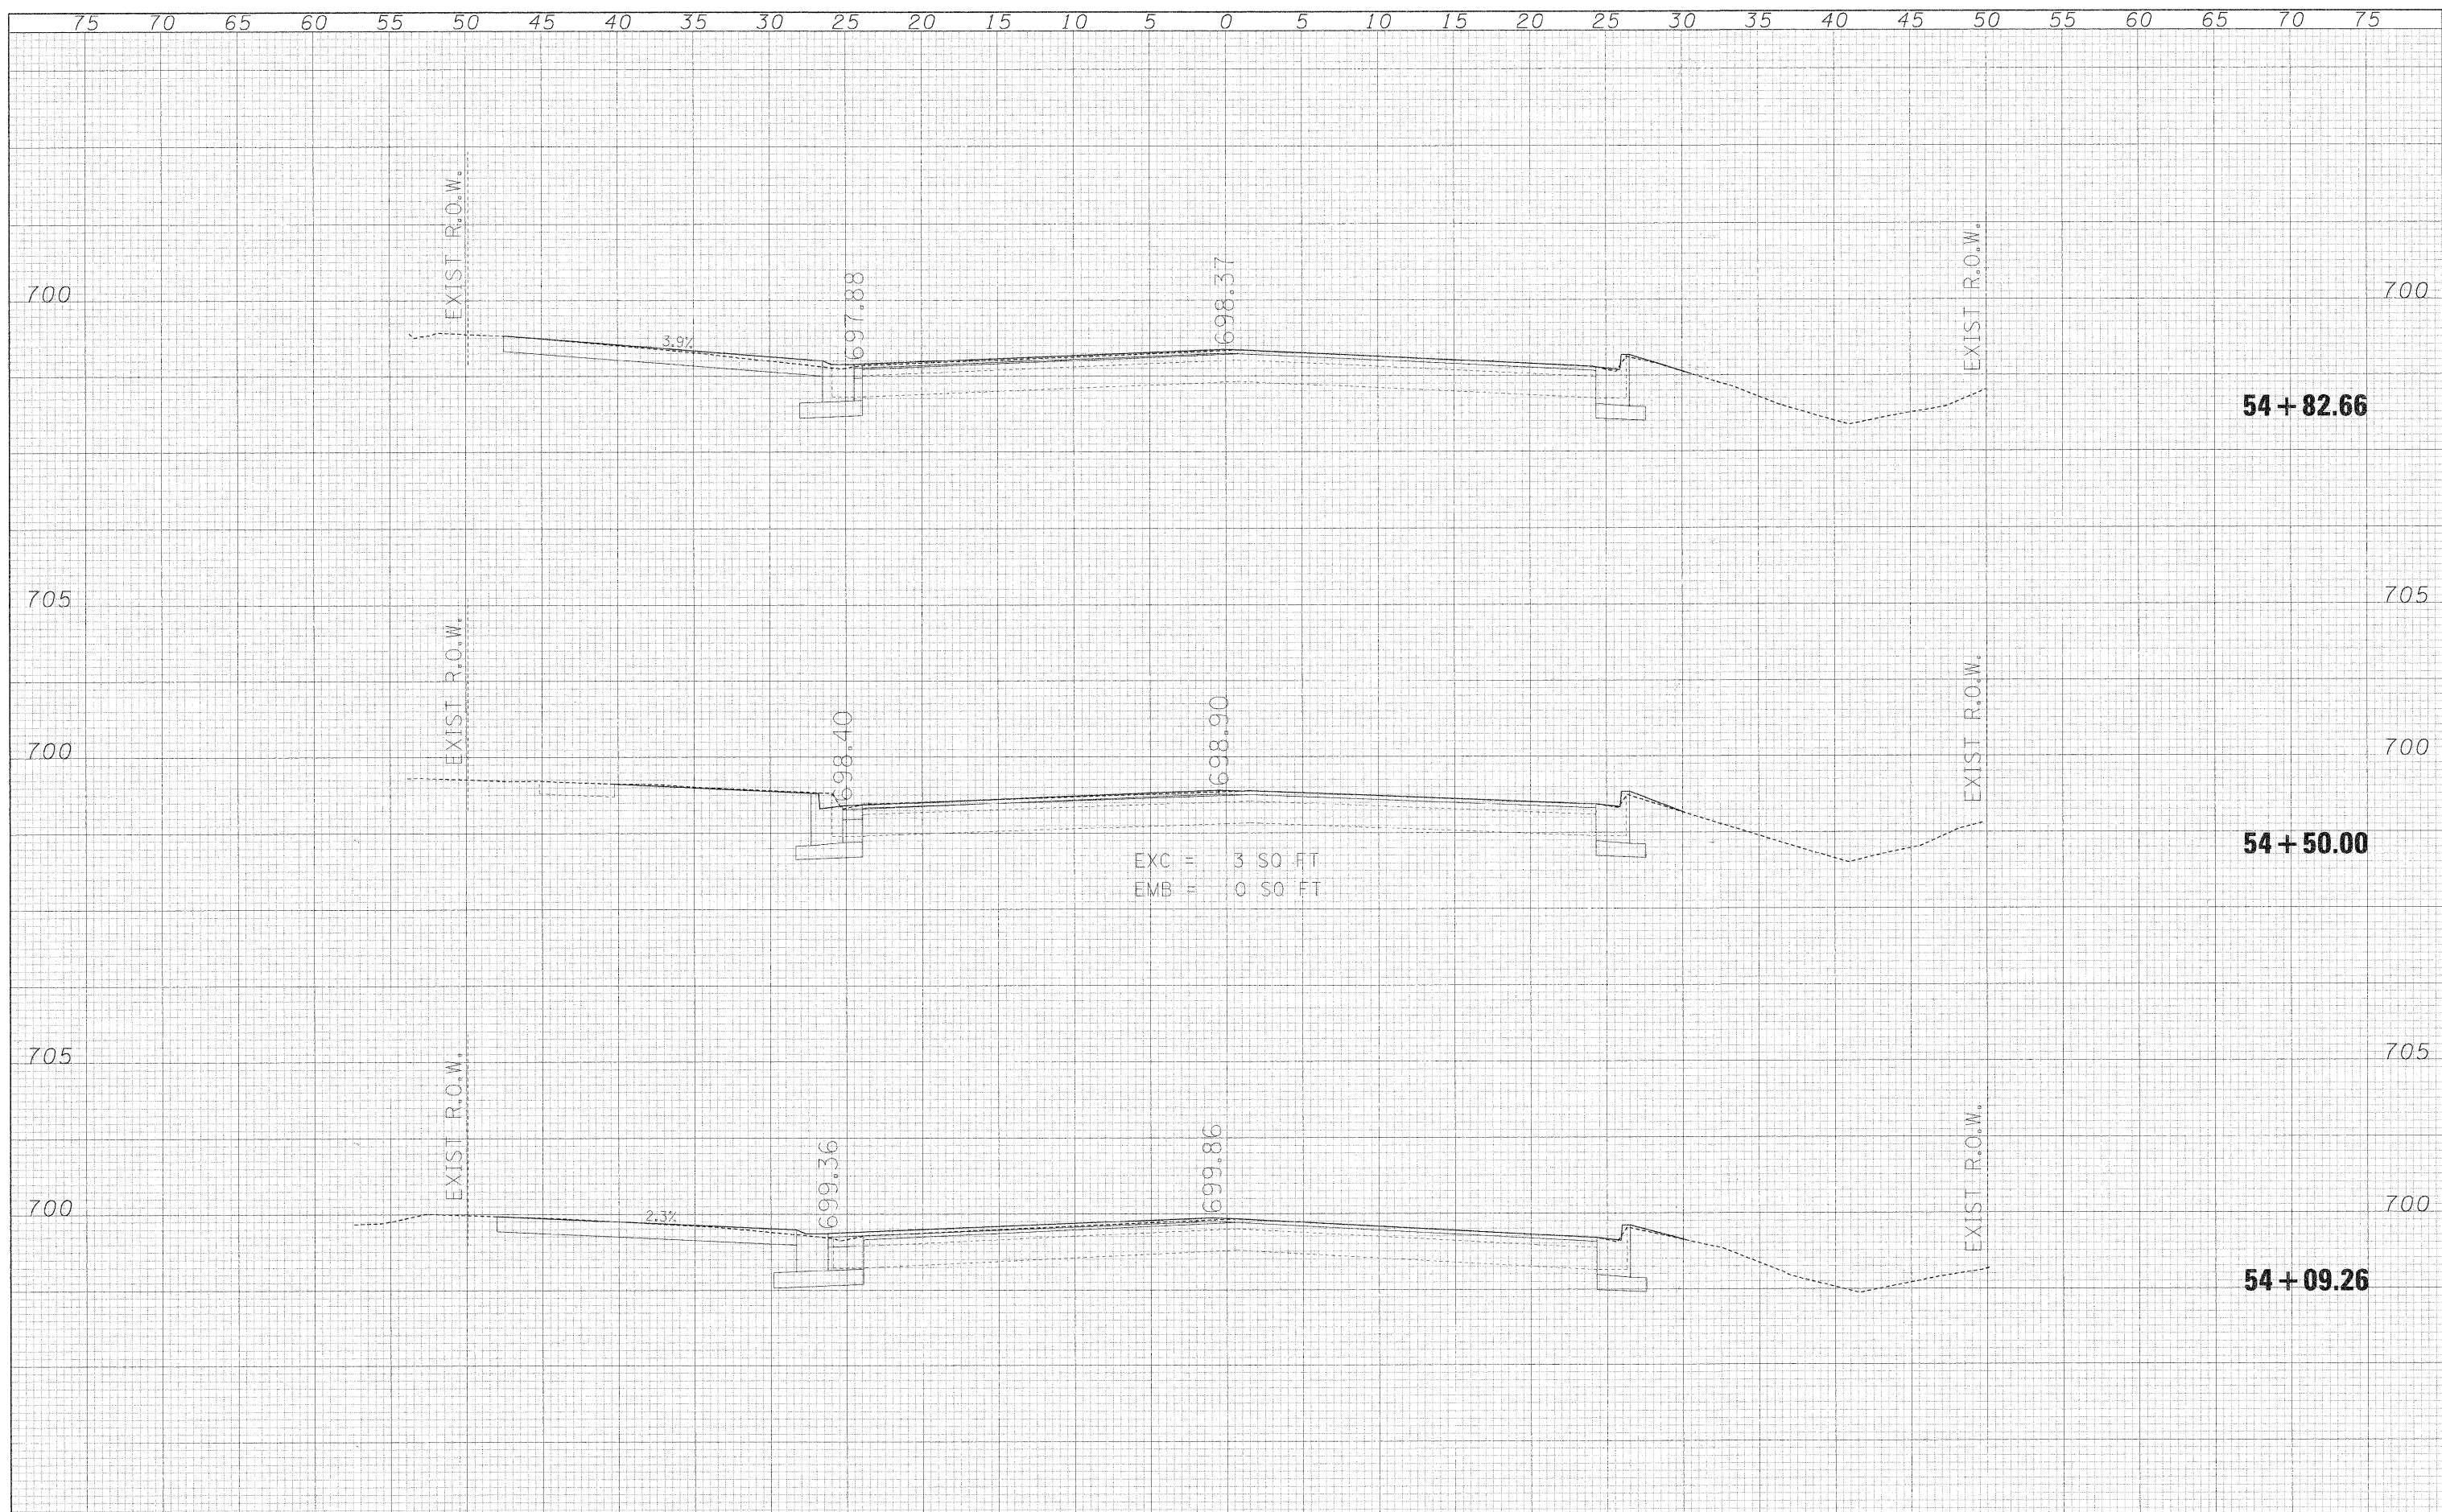 75 70 65 60 55 50 45 40 35 30 25 20 15 10 5 0 5 10 15 20 25 30 35 40 45 50 55 60 65 70 75
EXIST R.O.W.
697.88
698.37
EXIST R.O.W.
700
700
3.9%
54+82.66
705
705
EXIST R.O.W.
698.40
698.90
EXIST R.O.W.
700
700
54+50.00
EXC = 3 SQ FT
EMB = 0 SQ FT
705
705
EXIST R.O.W.
699.36
699.86
EXIST R.O.W.
700
700
2.3%
54+09.26